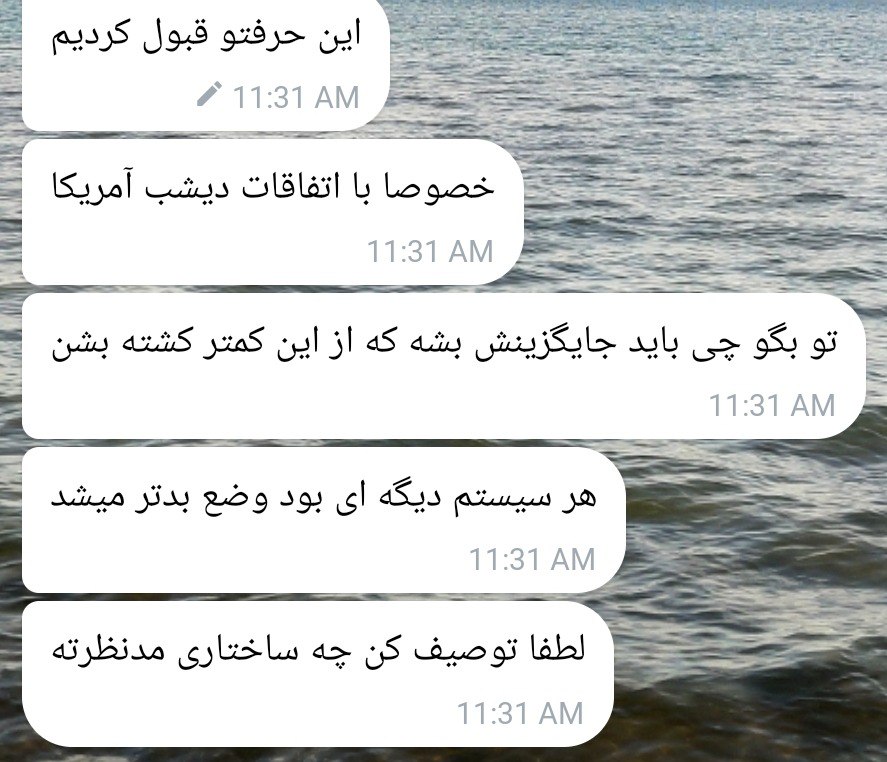 این حرفتو قبول کردیم
11:31 AM
خصوصا با اتفاقات دیشب آمریکا
11:31 AM
تو بگو چی باید جایگزینش بشه که از این کمتر کشته بشن
11:31 AM
هر سیستم دیگه ای بود وضع بدتر میشد
11:31 AM
لطفا توصیف کن چه ساختاری مدنظرته
11:31 AM